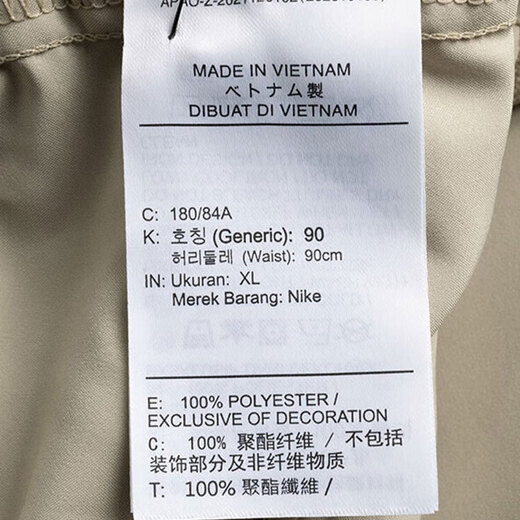 MADE IN VIETNAM
ベトナム製
DIBUAT DI VIETNAM
C: 180/84A
K: 호칭 (Generic): 90
허리둘레 (Waist): 90cm
IN: Ukuran: XL
Merek Barang: Nike
E: 100% POLYESTER /
EXCLUSIVE OF DECORATION
C: 100% 聚酯纤维 / 不包括
装饰部分及非纤维物质
T: 100% 聚酯纖維 /